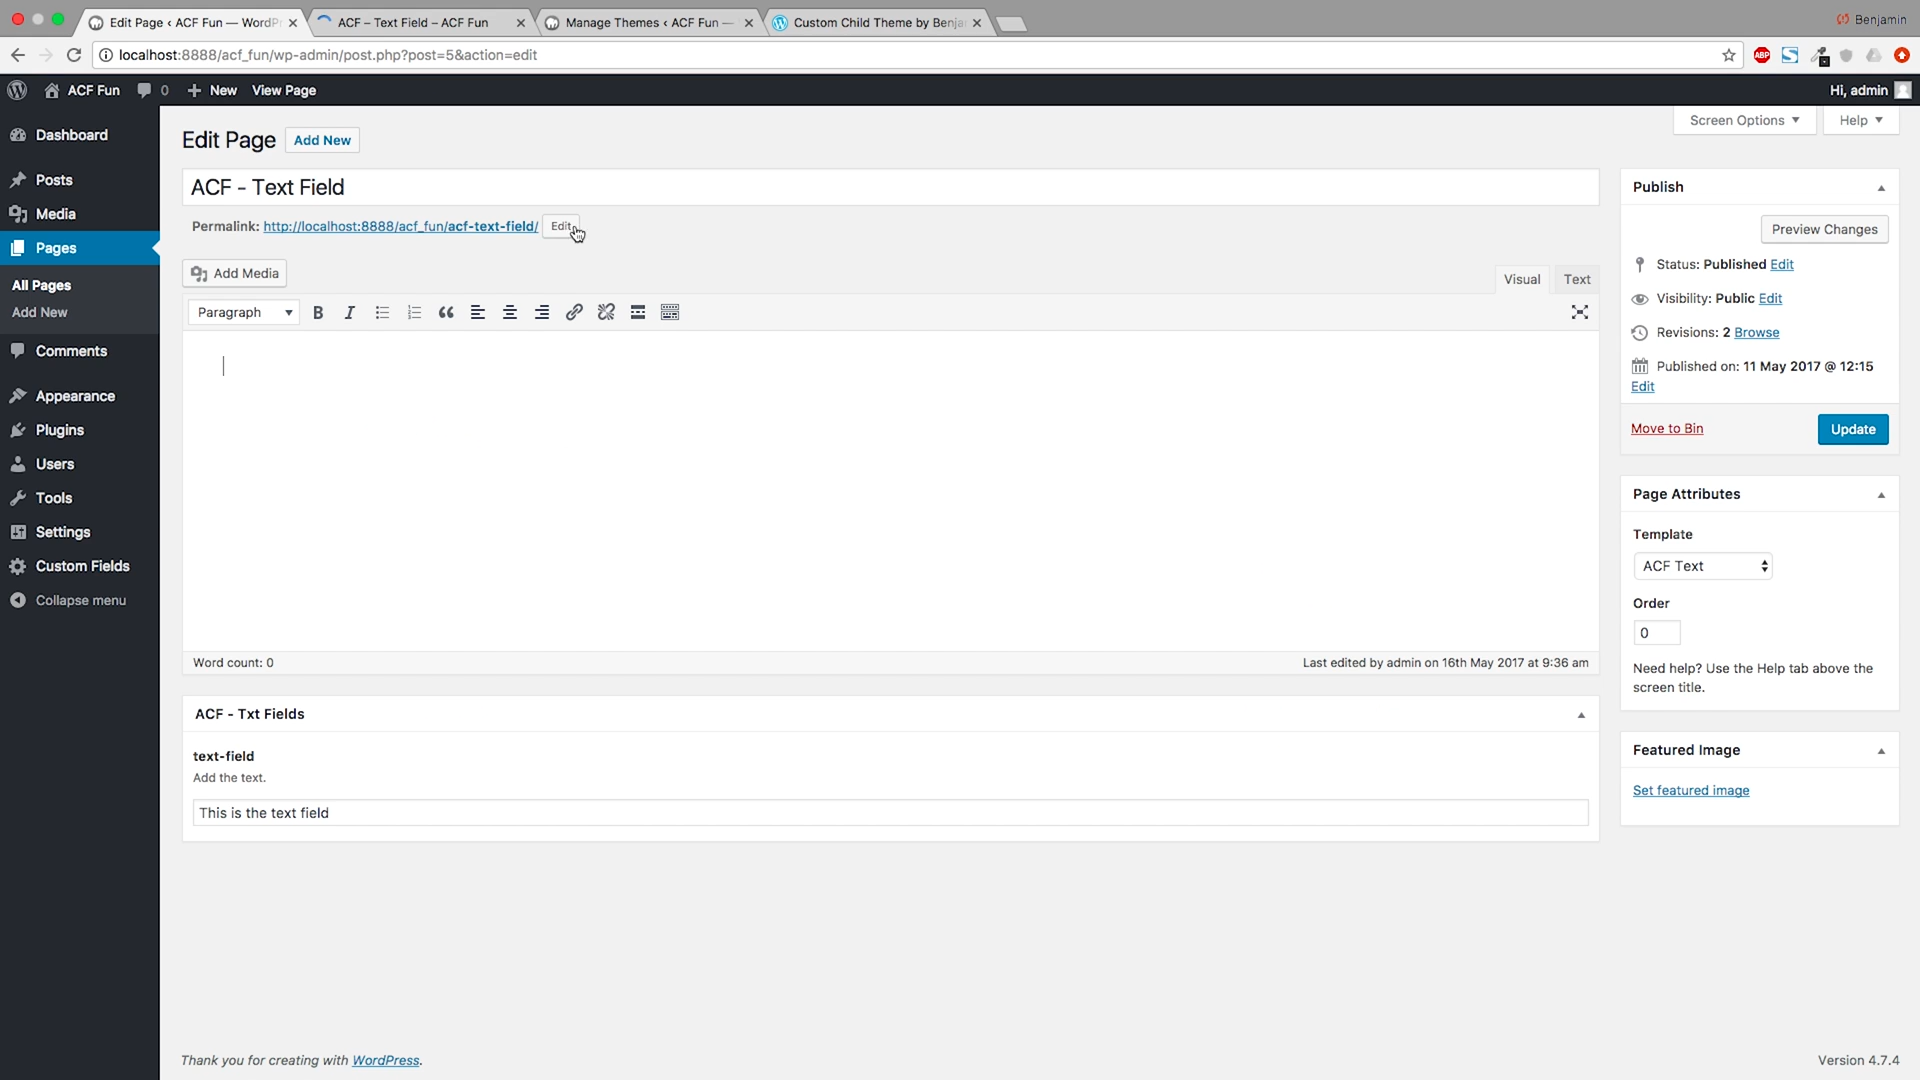 Edit Page ‹ ACF Fun — WordPr
ACF – Text Field – ACF Fun
Manage Themes ‹ ACF Fun —
Custom Child Theme by Benja
Benjamin
localhost:8888/acf_fun/wp-admin/post.php?post=5&action=edit
ABP
ACF Fun
0
New
View Page
Hi, admin
Dashboard
Posts
Media
Pages
All Pages
Add New
Comments
Appearance
Plugins
Users
Tools
Settings
Custom Fields
Collapse menu
Screen Options
Help
Edit Page
Add New
ACF - Text Field
Permalink: http://localhost:8888/acf_fun/acf-text-field/ Edit
Add Media
Visual
Text
Paragraph
Word count: 0
Last edited by admin on 16th May 2017 at 9:36 am
ACF - Txt Fields
text-field
Add the text.
This is the text field
Publish
Preview Changes
Status: Published Edit
Visibility: Public Edit
Revisions: 2 Browse
Published on: 11 May 2017 @ 12:15
Edit
Move to Bin
Update
Page Attributes
Template
ACF Text
Order
0
Need help? Use the Help tab above the
screen title.
Featured Image
Set featured image
Thank you for creating with WordPress.
Version 4.7.4